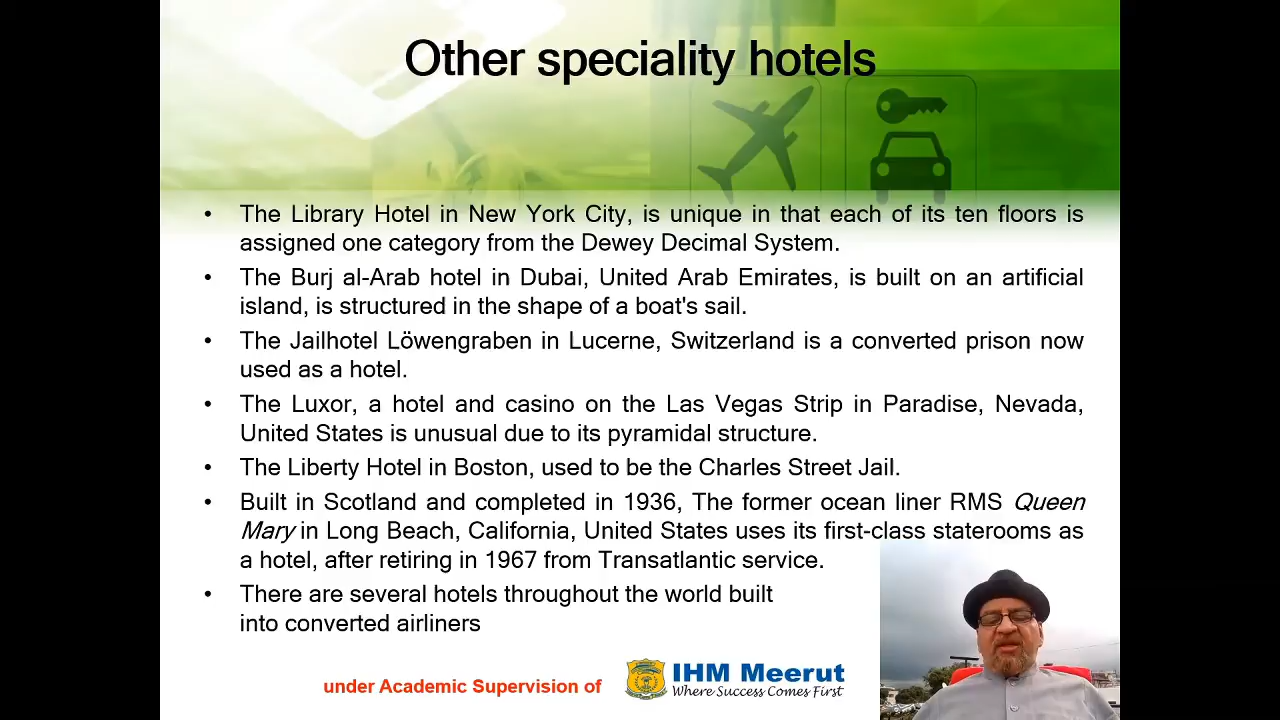 Other speciality hotels
• The Library Hotel in New York City, is unique in that each of its ten floors is
assigned one category from the Dewey Decimal System.
• The Burj al-Arab hotel in Dubai, United Arab Emirates, is built on an artificial
island, is structured in the shape of a boat's sail.
• The Jailhotel Löwengraben in Lucerne, Switzerland is a converted prison now
used as a hotel.
• The Luxor, a hotel and casino on the Las Vegas Strip in Paradise, Nevada,
United States is unusual due to its pyramidal structure.
• The Liberty Hotel in Boston, used to be the Charles Street Jail.
• Built in Scotland and completed in 1936, The former ocean liner RMS Queen
Mary in Long Beach, California, United States uses its first-class staterooms as
a hotel, after retiring in 1967 from Transatlantic service.
• There are several hotels throughout the world built
into converted airliners
under Academic Supervision of
IHM Meerut
Where Success Comes First